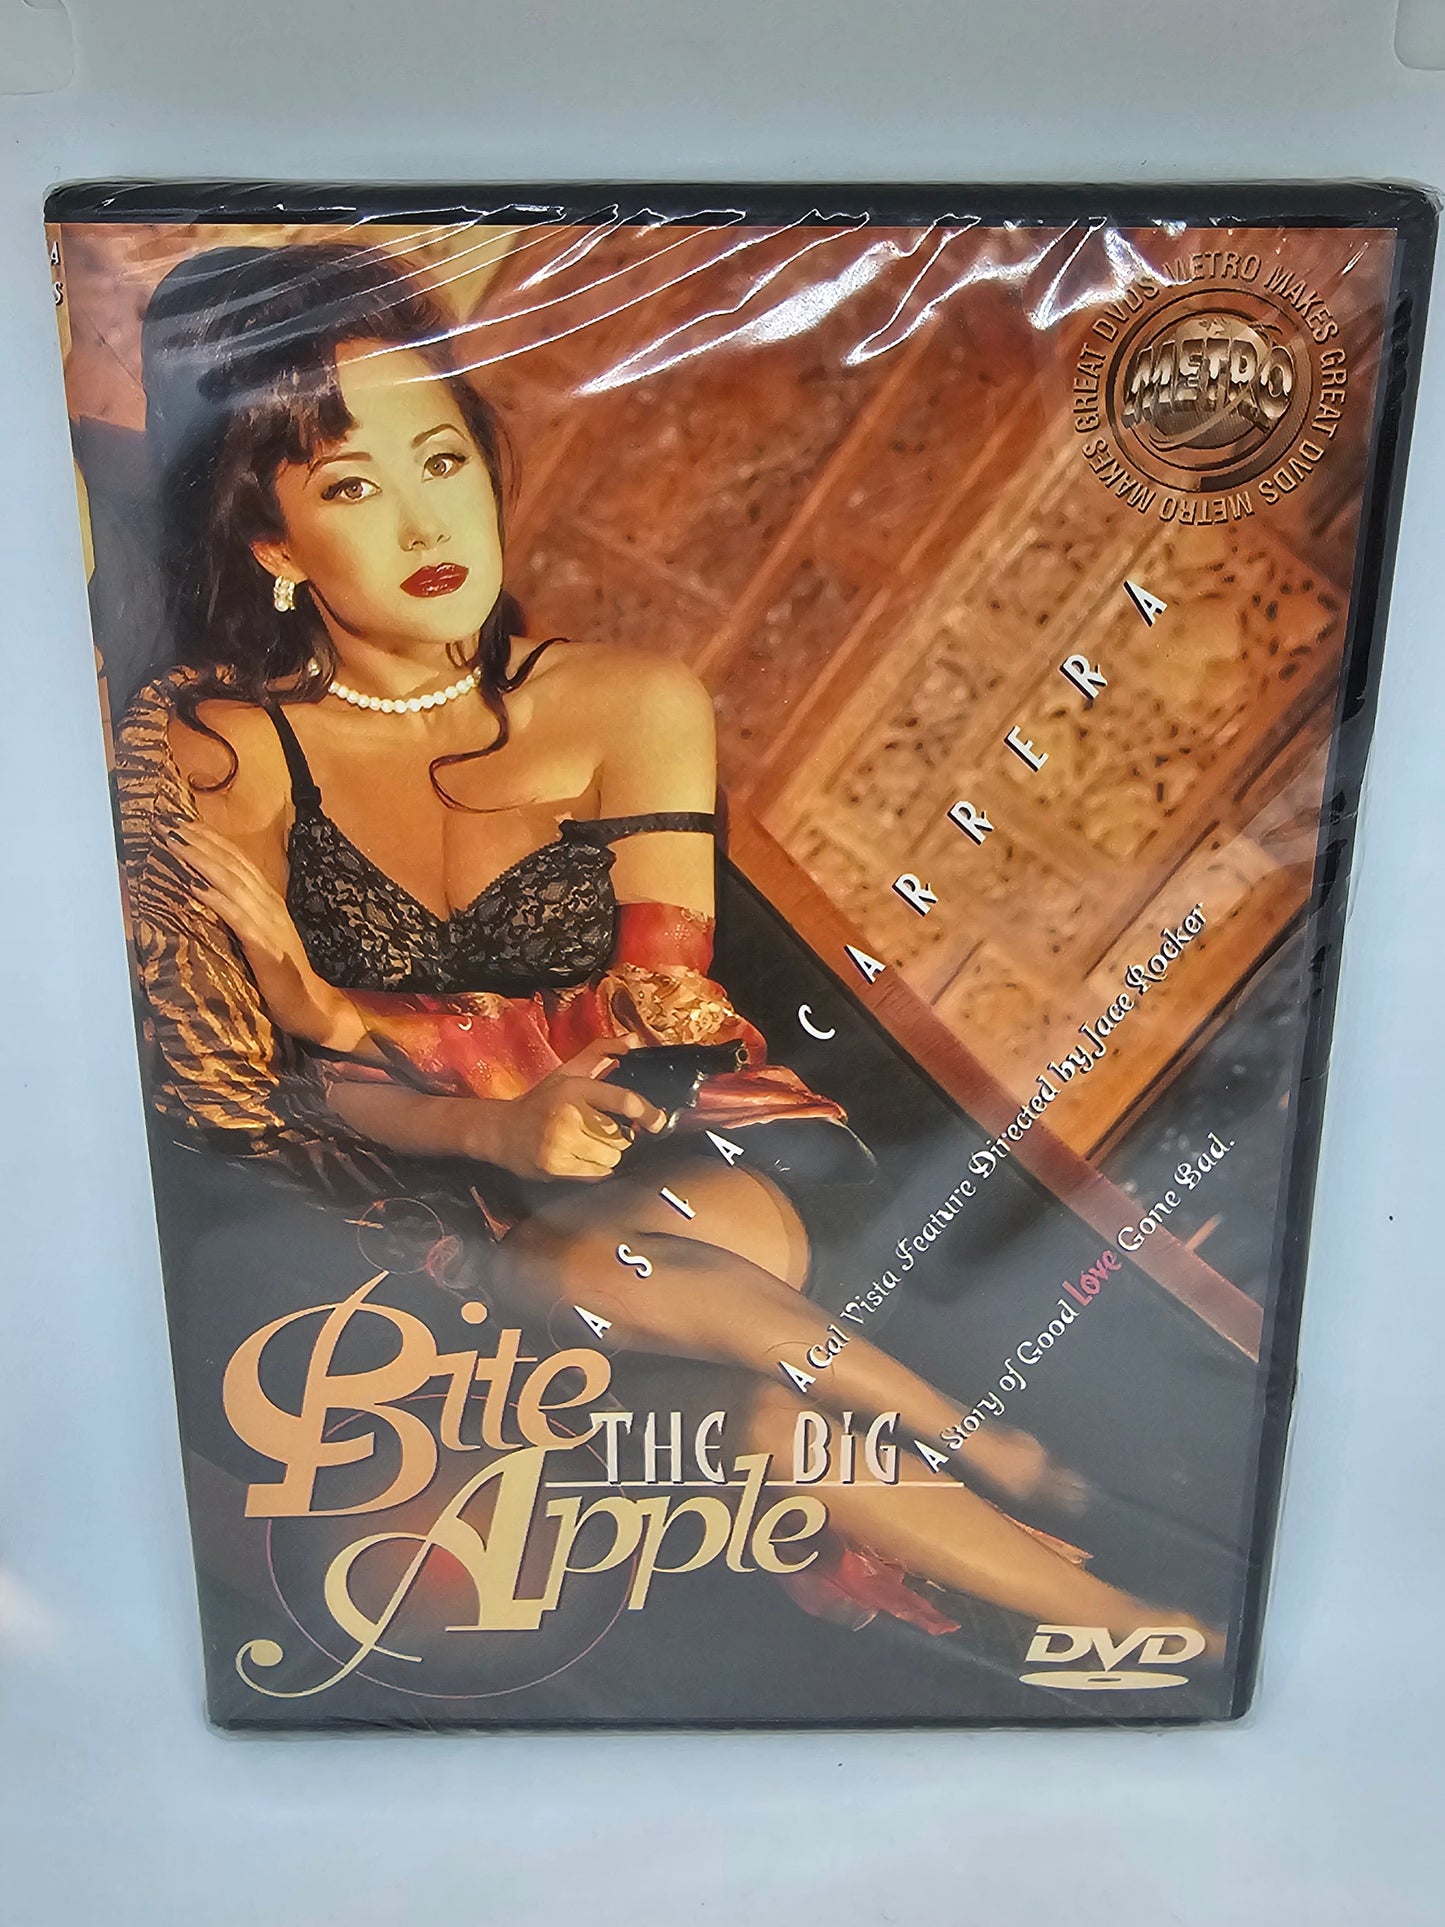 A
S
METRO MAKES GREAT DVDS METRO MAKES GREAT DVDS
METRO
ASIA CARRERA
A Cal Vista Feature Directed by Jace Rocker
A Story of Good Love Gone Bad.
Bite
THE BiG
Apple
DVD